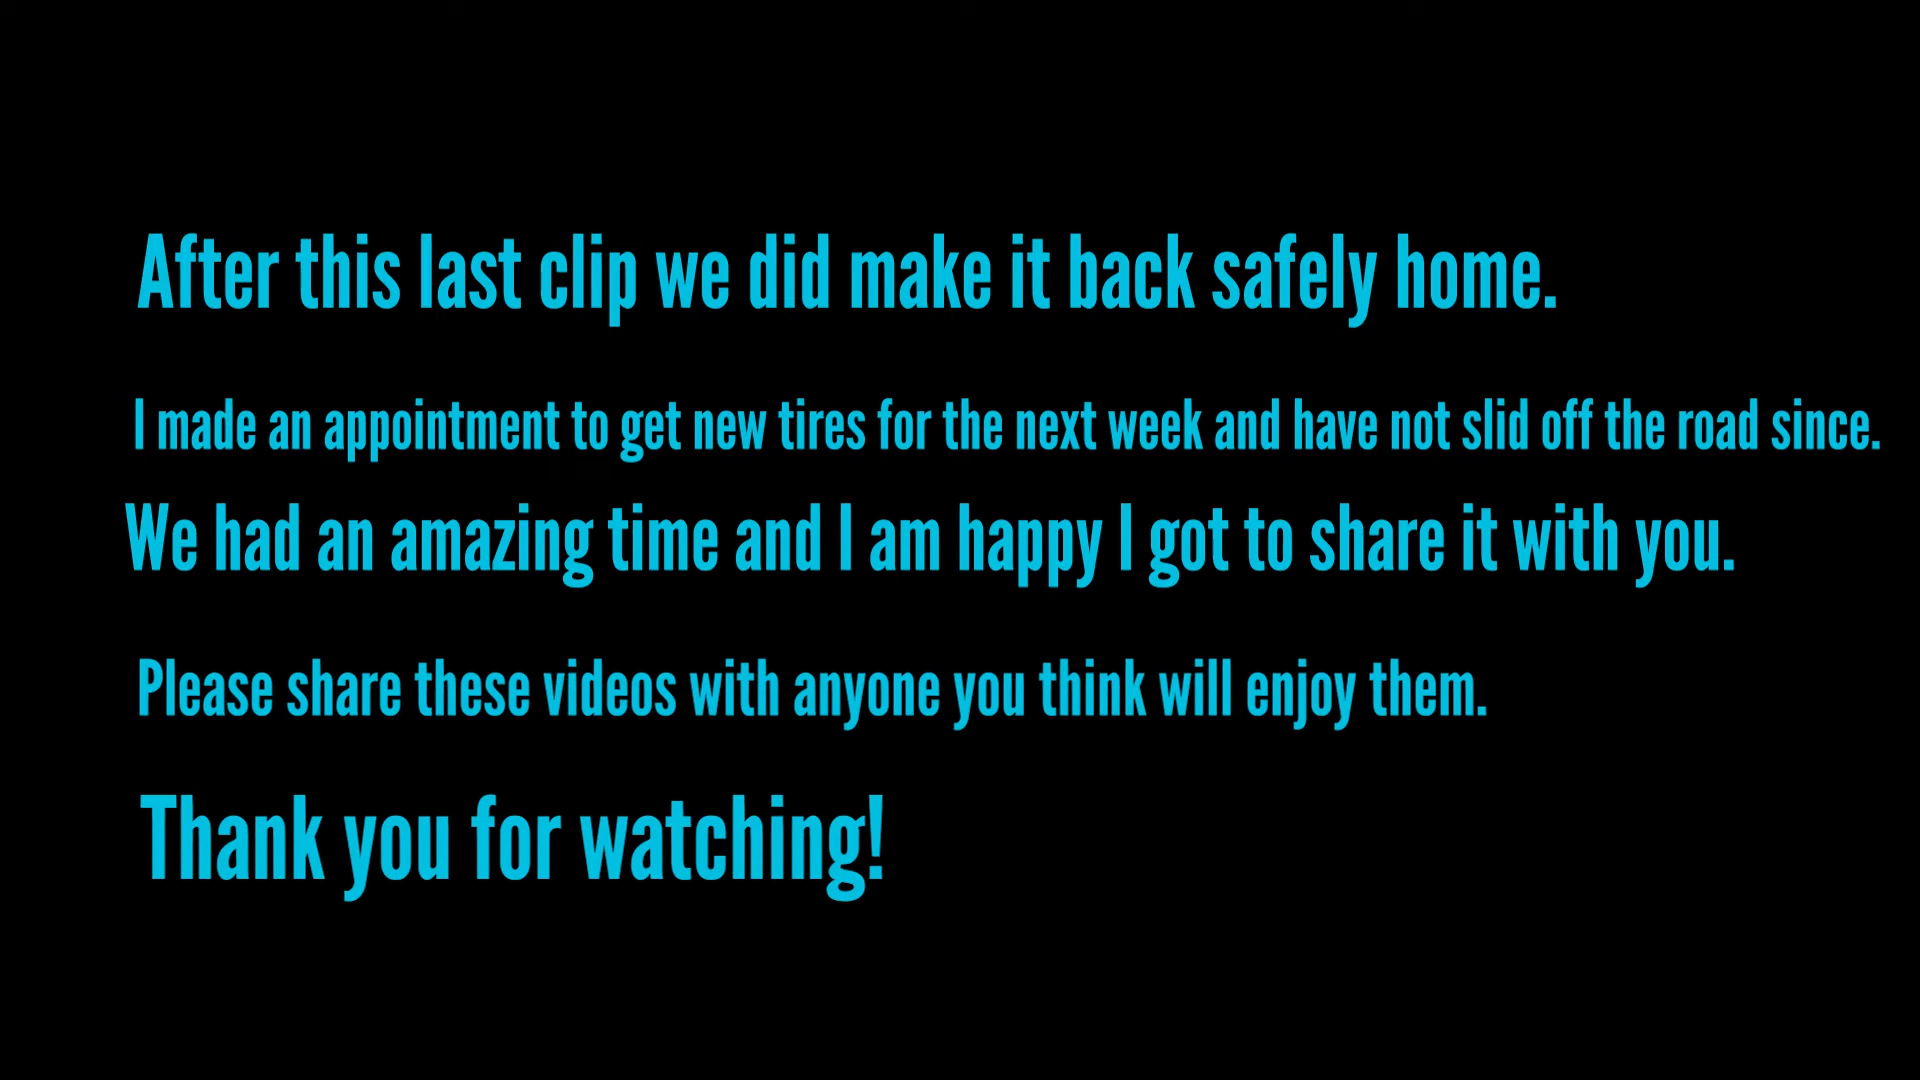 After this last clip we did make it back safely home.
I made an appointment to get new tires for the next week and have not slid off the road since.
We had an amazing time and I am happy I got to share it with you.
Please share these videos with anyone you think will enjoy them.
Thank you for watching!